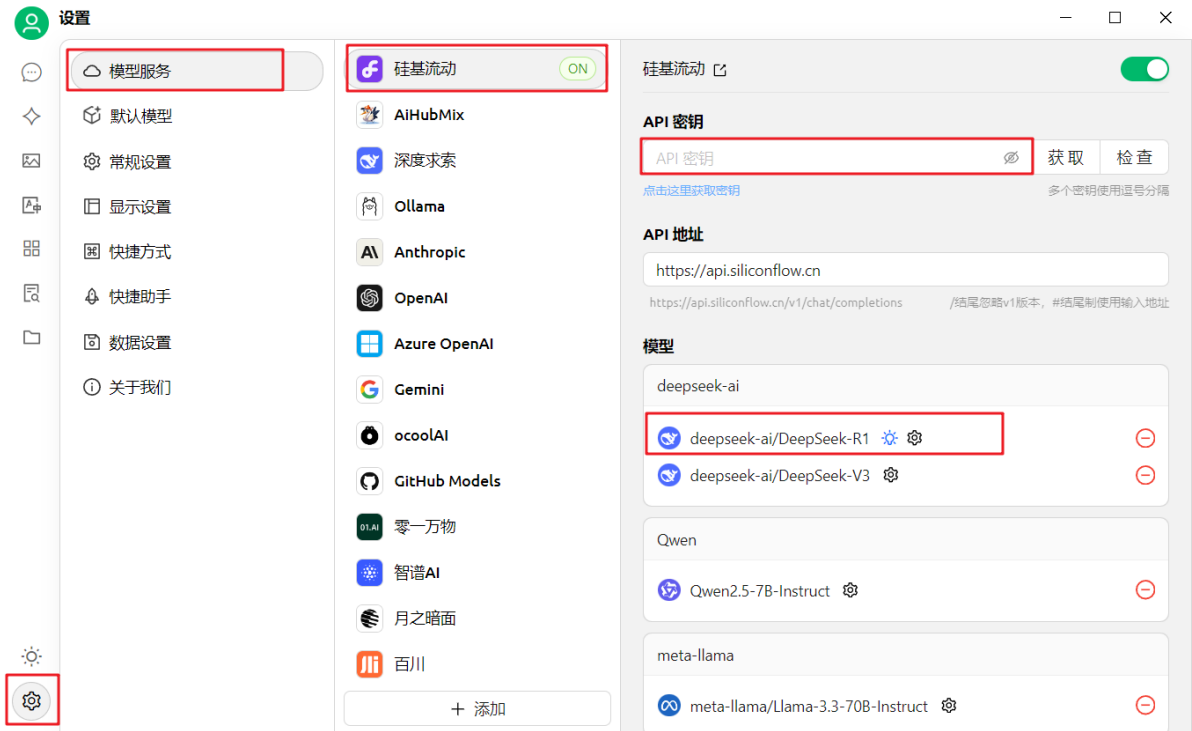 设置
模型服务
默认模型
常规设置
显示设置
快捷方式
快捷助手
数据设置
关于我们
硅基流动 ON
AiHubMix
深度求索
Ollama
Anthropic
OpenAI
Azure OpenAI
Gemini
ocoolAI
GitHub Models
01.AI 零一万物
智谱AI
月之暗面
百川
+ 添加
硅基流动
API 密钥
API 密钥 获 取 检 查
点击这里获取密钥 多个密钥使用逗号分隔
API 地址
https://api.siliconflow.cn
https://api.siliconflow.cn/v1/chat/completions /结尾忽略v1版本，#结尾制使用输入地址
模型
deepseek-ai
deepseek-ai/DeepSeek-R1
deepseek-ai/DeepSeek-V3
Qwen
Qwen2.5-7B-Instruct
meta-llama
meta-llama/Llama-3.3-70B-Instruct